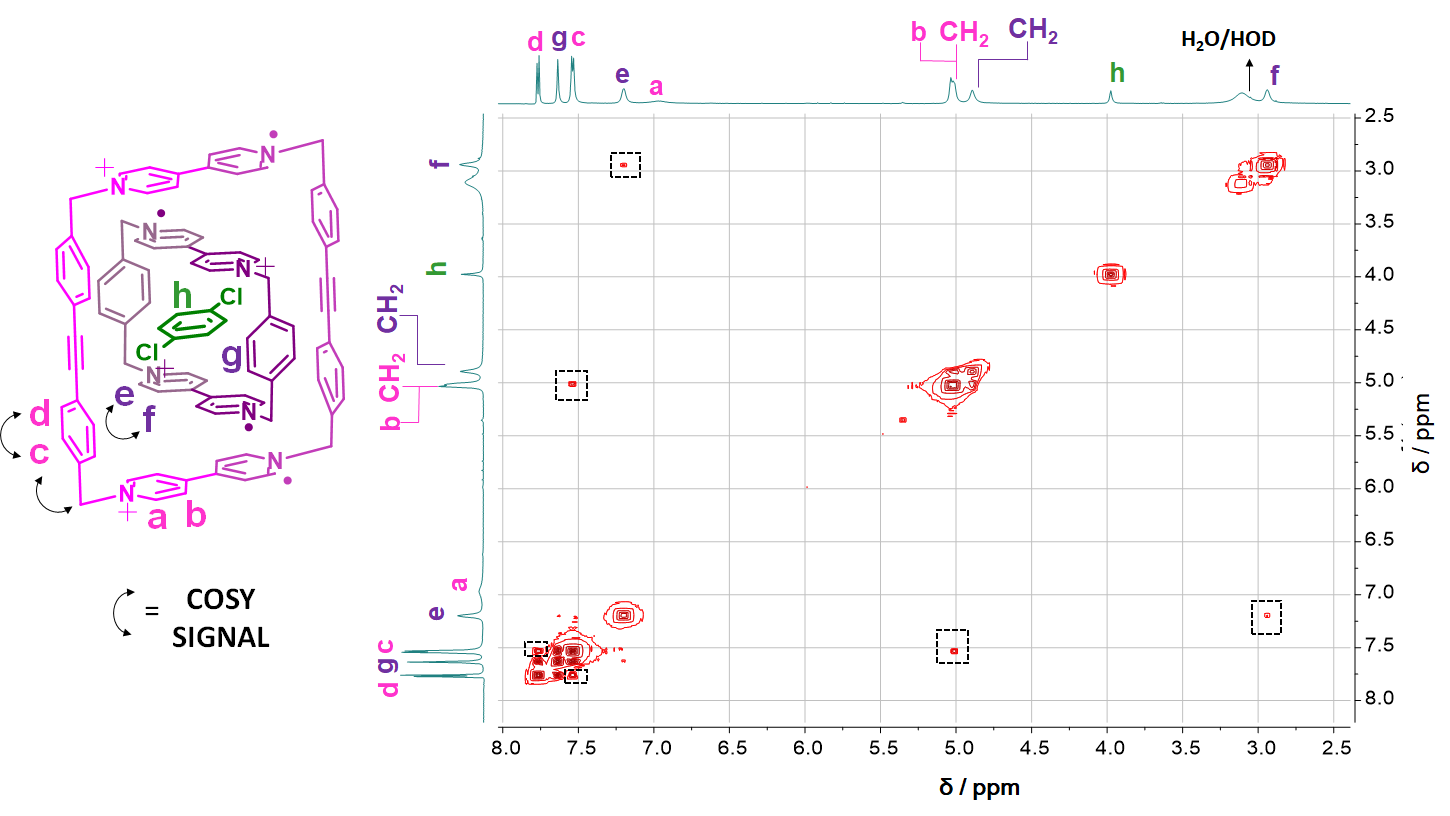 d g c
e
a
b CH₂
CH₂
h
H₂O/HOD
f
N
+
N
•
N
•
N
+
h
Cl
Cl
g
N
+
N
•
e
f
d
c
N
+
N
•
a b
= COSY
SIGNAL
f
h
CH₂
b CH₂
a
e
c
g
d
2.5
3.0
3.5
4.0
4.5
5.0
5.5
6.0
6.5
7.0
7.5
8.0
δ / ppm
8.0 7.5 7.0 6.5 6.0 5.5 5.0 4.5 4.0 3.5 3.0 2.5
δ / ppm